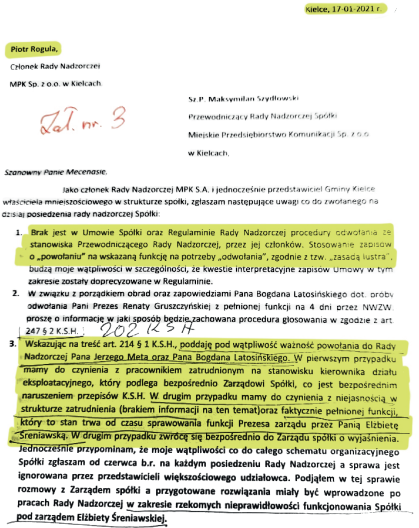 Kielce, 17-01-2021 r.
Piotr Rogula,
Członek Rady Nadzorczej
MPK Sp. z o.o. w Kielcach
Sz.P. Maksymilan Szydłowski
Zał. nr. 3
Przewodniczący Rady Nadzorczej Spółki
Miejskie Przedsiębiorstwo Komunikacji Sp. z o.o
w Kielcach.
Szanowny Panie Mecenasie.
Jako członek Rady Nadzorczej MPK S.A. i jednocześnie przedstawiciel Gminy Kielce
właściciela mniejszościowego w strukturze spółki, zgłaszam następujące uwagi co do zwołanego na
dzisiaj posiedzenia rady nadzorczej Spółki:
1. Brak jest w Umowie Spółki oraz Regulaminie Rady Nadzorczej procedury odwołania ze
stanowiska Przewodniczącego Rady Nadzorczej, przez jej członków. Stosowanie zapisów
o „powołaniu” na wskazaną funkcję na potrzeby „odwołania”, zgodnie z tzw. „zasadą lustra”,
budzą moje wątpliwości w szczególności, że kwestie interpretacyjne zapisów Umowy w tym
zakresie zostały doprecyzowane w Regulaminie.
2. W związku z porządkiem obrad oraz zapowiedziami Pana Bogdana Latosińskiego dot. próby
odwołania Pani Prezes Renaty Gruszczyńskiej z pełnionej funkcji na 4 dni przez NWZW.
proszę o informację w jaki sposób będzie zachowana procedura głosowania w zgodzie z art.
247 § 2 K.S.H. 202 KSH
3. Wskazując na treść art. 214 § 1 K.S.H., poddają pod wątpliwość ważność powołania do Rady
Nadzorczej Pana Jerzego Meta oraz Pana Bogdana Latosińskiego. W pierwszym przypadku
mamy do czynienia z pracownikiem zatrudnionym na stanowisku kierownika działu
eksploatacyjnego, który podlega bezpośrednio Zarządowi Spółki, co jest bezpośrednim
naruszeniem przepisów K.S.H. W drugim przypadku mamy do czynienia z niejasnością w
strukturze zatrudnienia (brakiem informacji na ten temat)oraz faktycznie pełnionej funkcji,
który to stan trwa od czasu sprawowania funkcji Prezesa zarządu przez Panią Elżbietę
Śreniawską. W drugim przypadku zwrócę się bezpośrednio do Zarządu spółki o wyjaśnienia.
Jednocześnie przypominam, że moje wątpliwości co do całego schematu organizacyjnego
Spółki zgłaszam od czerwca b.r. na każdym posiedzeniu Rady Nadzorczej a sprawa jest
ignorowana przez przedstawicieli większościowego udziałowca. Podjąłem w tej sprawie
rozmowy z Zarządem spółki a przygotowane rozwiązania miały być wprowadzone po
pracach Rady Nadzorczej w zakresie rzekomych nieprawidłowości funkcjonowania Spółki
pod zarządem Elżbiety Śreniawskiej.